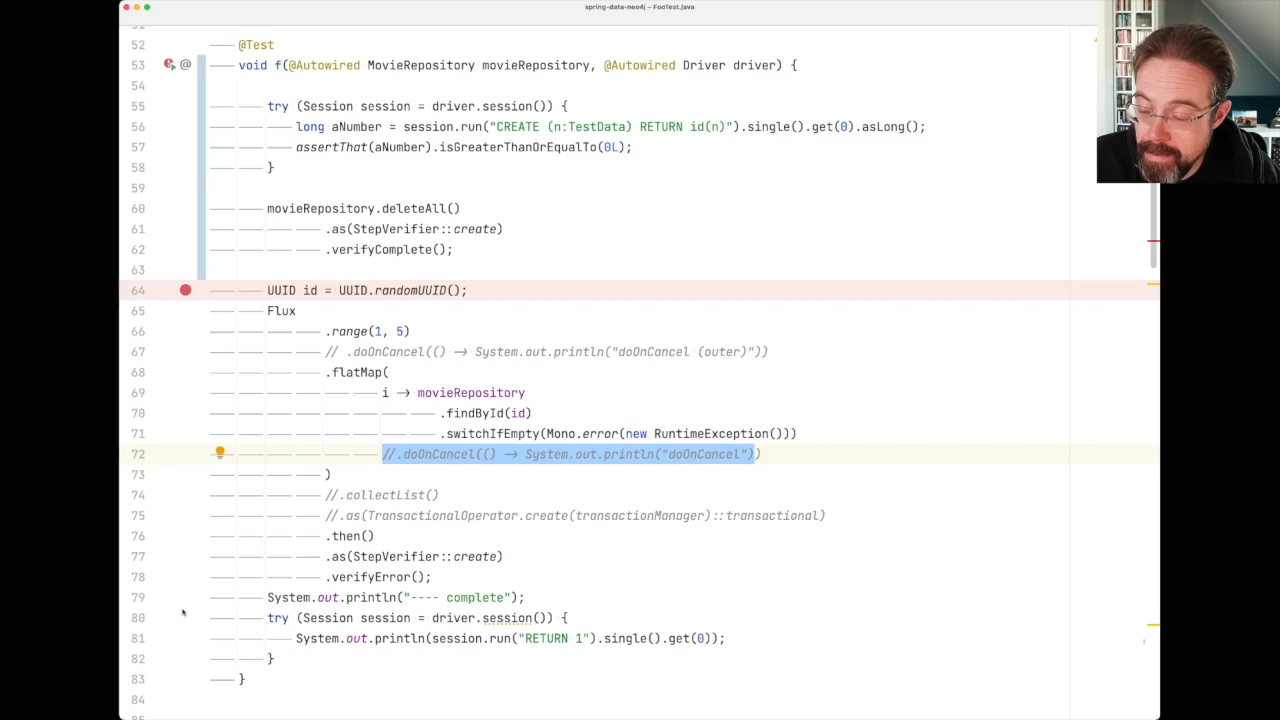 spring-data-neo4j – FooTest.java
52 @Test
53 @ void f(@Autowired MovieRepository movieRepository, @Autowired Driver driver) {
54
55 try (Session session = driver.session()) {
56 long aNumber = session.run("CREATE (n:TestData) RETURN id(n)").single().get(0).asLong();
57 assertThat(aNumber).isGreaterThanOrEqualTo(0L);
58 }
59
60 movieRepository.deleteAll()
61 .as(StepVerifier::create)
62 .verifyComplete();
63
64 UUID id = UUID.randomUUID();
65 Flux
66 .range(1, 5)
67 // .doOnCancel(() -> System.out.println("doOnCancel (outer)"))
68 .flatMap(
69 i -> movieRepository
70 .findById(id)
71 .switchIfEmpty(Mono.error(new RuntimeException()))
72 //.doOnCancel(() -> System.out.println("doOnCancel"))
73 )
74 //.collectList()
75 //.as(TransactionalOperator.create(transactionManager)::transactional)
76 .then()
77 .as(StepVerifier::create)
78 .verifyError();
79 System.out.println("---- complete");
80 try (Session session = driver.session()) {
81 System.out.println(session.run("RETURN 1").single().get(0));
82 }
83 }
84